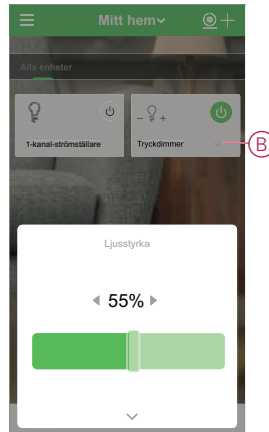 Mitt hem
Alla enheter
1-kanal-strömställare
Tryckdimmer
B
Ljusstyrka
55%